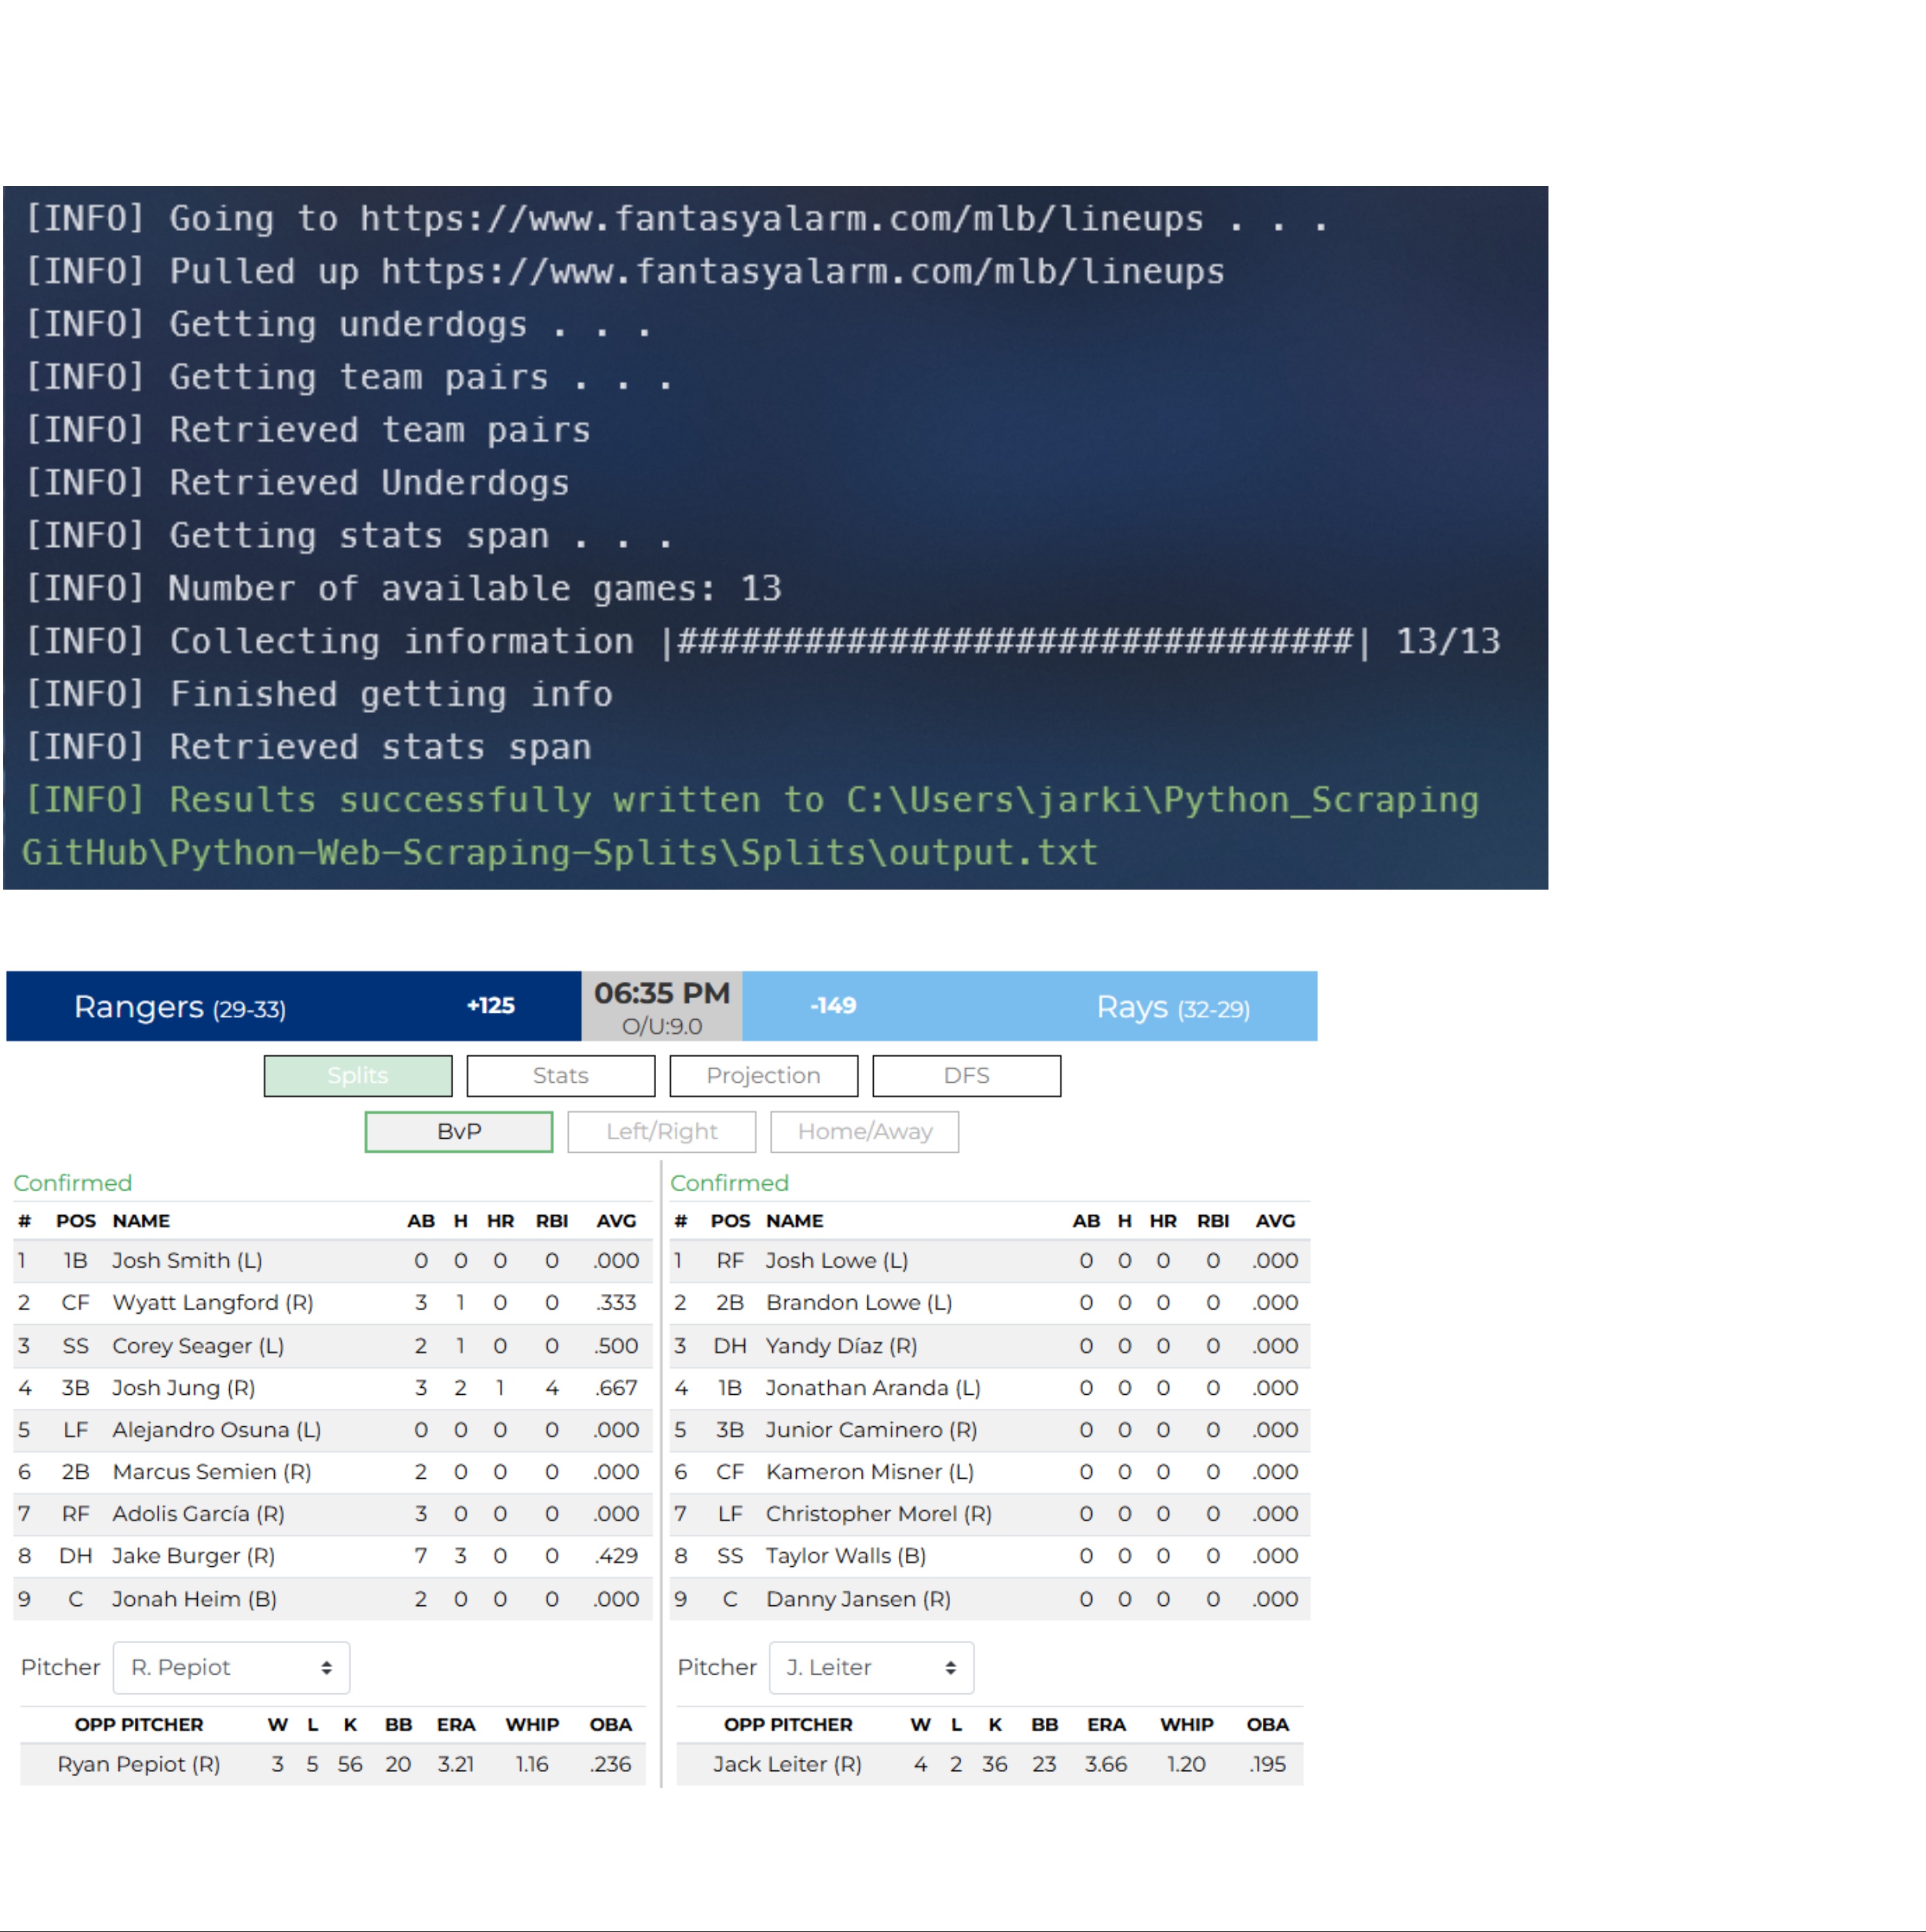 [INFO] Going to https://www.fantasyalarm.com/mlb/lineups . . .
[INFO] Pulled up https://www.fantasyalarm.com/mlb/lineups
[INFO] Getting underdogs . . .
[INFO] Getting team pairs . . .
[INFO] Retrieved team pairs
[INFO] Retrieved Underdogs
[INFO] Getting stats span . . .
[INFO] Number of available games: 13
[INFO] Collecting information |################################| 13/13
[INFO] Finished getting info
[INFO] Retrieved stats span
[INFO] Results successfully written to C:\Users\jarki\Python_Scraping
GitHub\Python-Web-Scraping-Splits\Splits\output.txt
Rangers (29-33) +125 06:35 PM -149 Rays (32-29)
O/U:9.0
Splits Stats Projection DFS
BvP Left/Right Home/Away
Confirmed
# POS NAME AB H HR RBI AVG
1 1B Josh Smith (L) 0 0 0 0 .000
2 CF Wyatt Langford (R) 3 1 0 0 .333
3 SS Corey Seager (L) 2 1 0 0 .500
4 3B Josh Jung (R) 3 2 1 4 .667
5 LF Alejandro Osuna (L) 0 0 0 0 .000
6 2B Marcus Semien (R) 2 0 0 0 .000
7 RF Adolis García (R) 3 0 0 0 .000
8 DH Jake Burger (R) 7 3 0 0 .429
9 C Jonah Heim (B) 2 0 0 0 .000
Pitcher R. Pepiot
OPP PITCHER W L K BB ERA WHIP OBA
Ryan Pepiot (R) 3 5 56 20 3.21 1.16 .236
Confirmed
# POS NAME AB H HR RBI AVG
1 RF Josh Lowe (L) 0 0 0 0 .000
2 2B Brandon Lowe (L) 0 0 0 0 .000
3 DH Yandy Díaz (R) 0 0 0 0 .000
4 1B Jonathan Aranda (L) 0 0 0 0 .000
5 3B Junior Caminero (R) 0 0 0 0 .000
6 CF Kameron Misner (L) 0 0 0 0 .000
7 LF Christopher Morel (R) 0 0 0 0 .000
8 SS Taylor Walls (B) 0 0 0 0 .000
9 C Danny Jansen (R) 0 0 0 0 .000
Pitcher J. Leiter
OPP PITCHER W L K BB ERA WHIP OBA
Jack Leiter (R) 4 2 36 23 3.66 1.20 .195